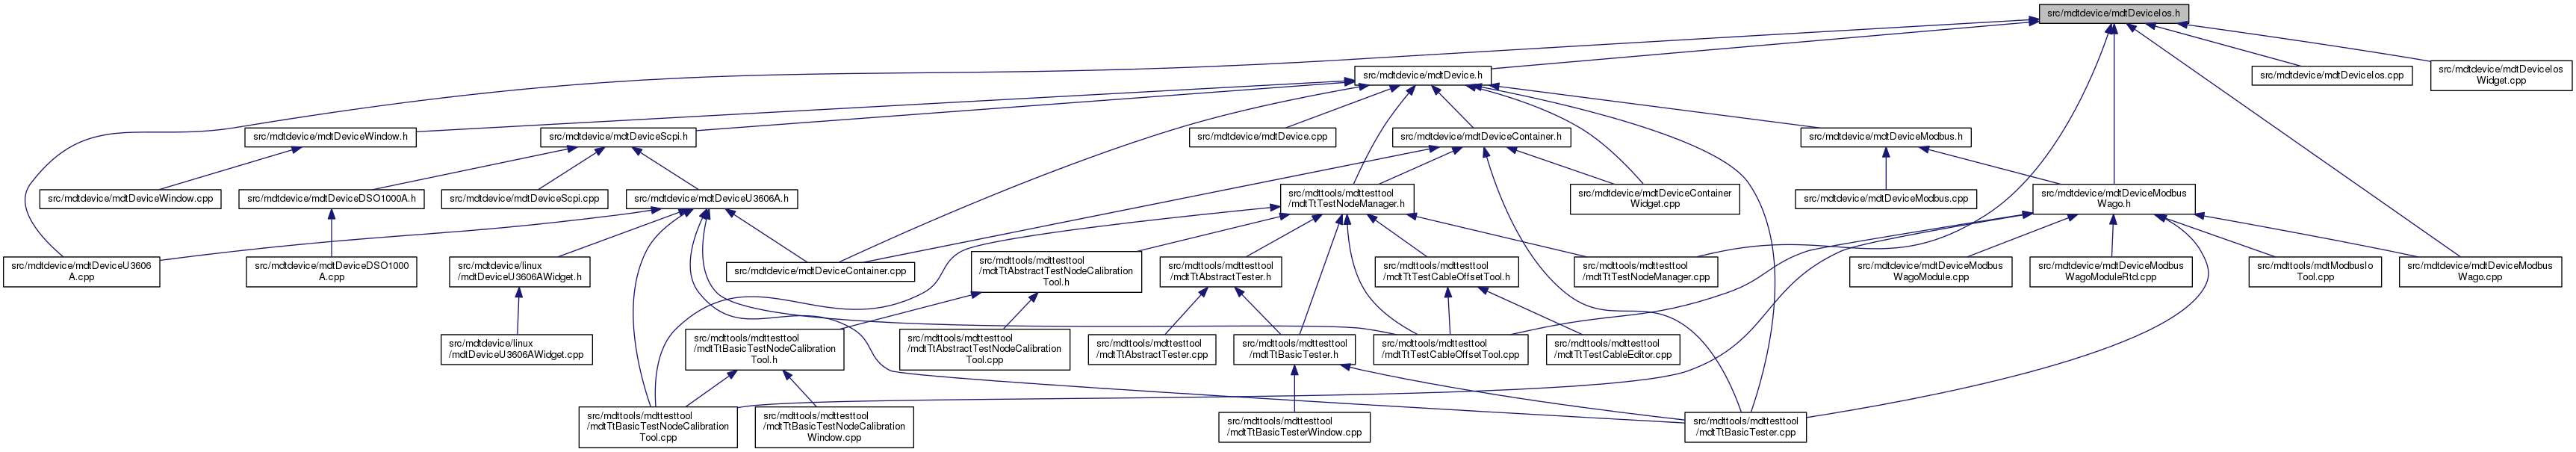 src/mdtdevice/mdtDeviceIos.h
src/mdtdevice/mdtDevice.h
src/mdtdevice/mdtDeviceIos.cpp
src/mdtdevice/mdtDeviceIos
Widget.cpp
src/mdtdevice/mdtDeviceWindow.h
src/mdtdevice/mdtDeviceScpi.h
src/mdtdevice/mdtDevice.cpp
src/mdtdevice/mdtDeviceContainer.h
src/mdtdevice/mdtDeviceModbus.h
src/mdtdevice/mdtDeviceWindow.cpp
src/mdtdevice/mdtDeviceDSO1000A.h
src/mdtdevice/mdtDeviceScpi.cpp
src/mdtdevice/mdtDeviceU3606A.h
src/mdttools/mdttesttool
/mdtTtTestNodeManager.h
src/mdtdevice/mdtDeviceContainer
Widget.cpp
src/mdtdevice/mdtDeviceModbus.cpp
src/mdtdevice/mdtDeviceModbus
Wago.h
src/mdtdevice/mdtDeviceU3606
A.cpp
src/mdtdevice/mdtDeviceDSO1000
A.cpp
src/mdtdevice/linux
/mdtDeviceU3606AWidget.h
src/mdtdevice/mdtDeviceContainer.cpp
src/mdttools/mdttesttool
/mdtTtAbstractTestNodeCalibration
Tool.h
src/mdttools/mdttesttool
/mdtTtAbstractTester.h
src/mdttools/mdttesttool
/mdtTtTestCableOffsetTool.h
src/mdttools/mdttesttool
/mdtTtTestNodeManager.cpp
src/mdtdevice/mdtDeviceModbus
WagoModule.cpp
src/mdtdevice/mdtDeviceModbus
WagoModuleRtd.cpp
src/mdttools/mdtModbusIo
Tool.cpp
src/mdtdevice/mdtDeviceModbus
Wago.cpp
src/mdtdevice/linux
/mdtDeviceU3606AWidget.cpp
src/mdttools/mdttesttool
/mdtTtBasicTestNodeCalibration
Tool.h
src/mdttools/mdttesttool
/mdtTtAbstractTestNodeCalibration
Tool.cpp
src/mdttools/mdttesttool
/mdtTtAbstractTester.cpp
src/mdttools/mdttesttool
/mdtTtBasicTester.h
src/mdttools/mdttesttool
/mdtTtTestCableOffsetTool.cpp
src/mdttools/mdttesttool
/mdtTtTestCableEditor.cpp
src/mdttools/mdttesttool
/mdtTtBasicTestNodeCalibration
Tool.cpp
src/mdttools/mdttesttool
/mdtTtBasicTestNodeCalibration
Window.cpp
src/mdttools/mdttesttool
/mdtTtBasicTesterWindow.cpp
src/mdttools/mdttesttool
/mdtTtBasicTester.cpp